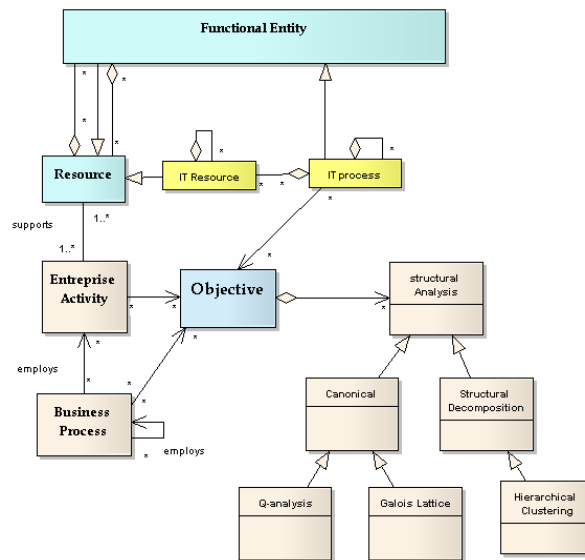 Functional Entity
*
*
*
*
*
*
Resource
IT Resource
*
*
*
IT process
*
*
supports
1..*
1..*
*
Entreprise
Activity
*
*
Objective
*
structural
Analysis
*
*
employs
*
*
*
Business
Process
*
employs
Canonical
Structural
Decomposition
Q-analysis
Galois Lattice
Hierarchical
Clustering